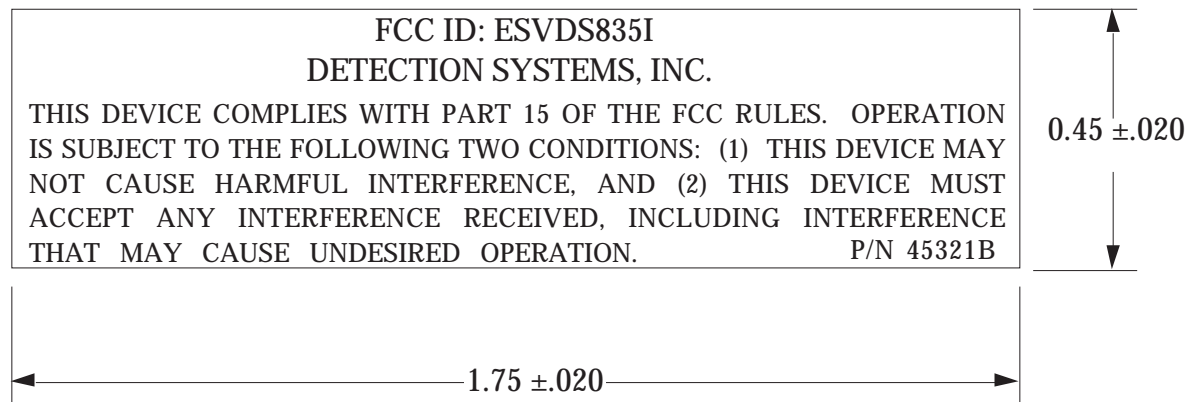 FCC ID: ESVDS835I
DETECTION SYSTEMS, INC.
THIS DEVICE COMPLIES WITH PART 15 OF THE FCC RULES. OPERATION
IS SUBJECT TO THE FOLLOWING TWO CONDITIONS: (1) THIS DEVICE MAY
NOT CAUSE HARMFUL INTERFERENCE, AND (2) THIS DEVICE MUST
ACCEPT ANY INTERFERENCE RECEIVED, INCLUDING INTERFERENCE
THAT MAY CAUSE UNDESIRED OPERATION. P/N 45321B
0.45 ±.020
1.75 ±.020